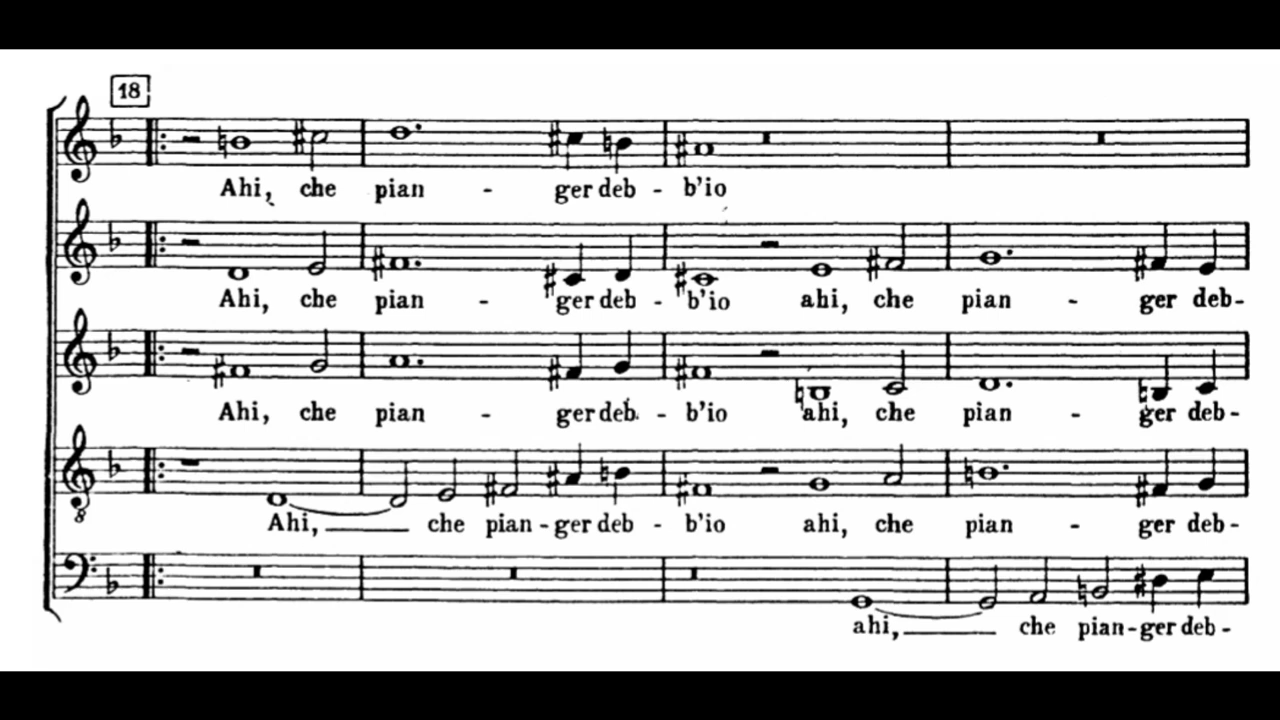 18
Ahi, che pian - ger deb - b'io
Ahi, che pian - ger deb - b'io ahi, che pian - ger deb-
Ahi, che pian - ger deb - b'io ahi, che pian - ger deb-
8
Ahi, che pian - ger deb - b'io ahi, che pian - ger deb-
ahi, che pian - ger deb-